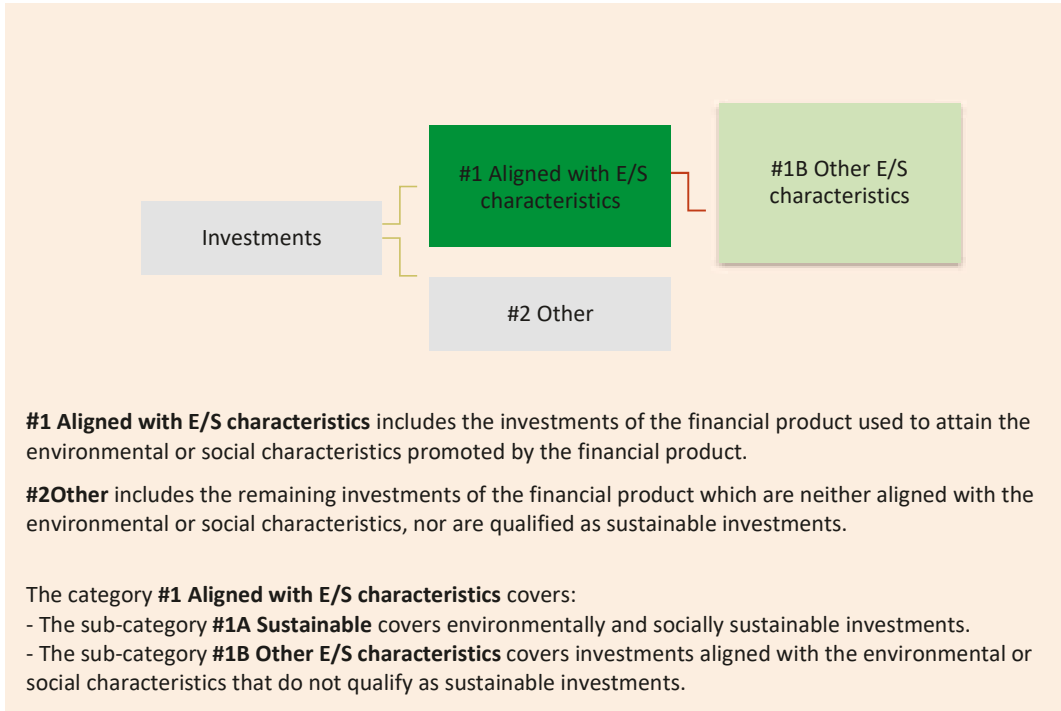 #1 Aligned with E/S
characteristics
#1B Other E/S
characteristics
Investments
#2 Other
#1 Aligned with E/S characteristics includes the investments of the financial product used to attain the
environmental or social characteristics promoted by the financial product.
#2Other includes the remaining investments of the financial product which are neither aligned with the
environmental or social characteristics, nor are qualified as sustainable investments.
The category #1 Aligned with E/S characteristics covers:
- The sub-category #1A Sustainable covers environmentally and socially sustainable investments.
- The sub-category #1B Other E/S characteristics covers investments aligned with the environmental or
social characteristics that do not qualify as sustainable investments.